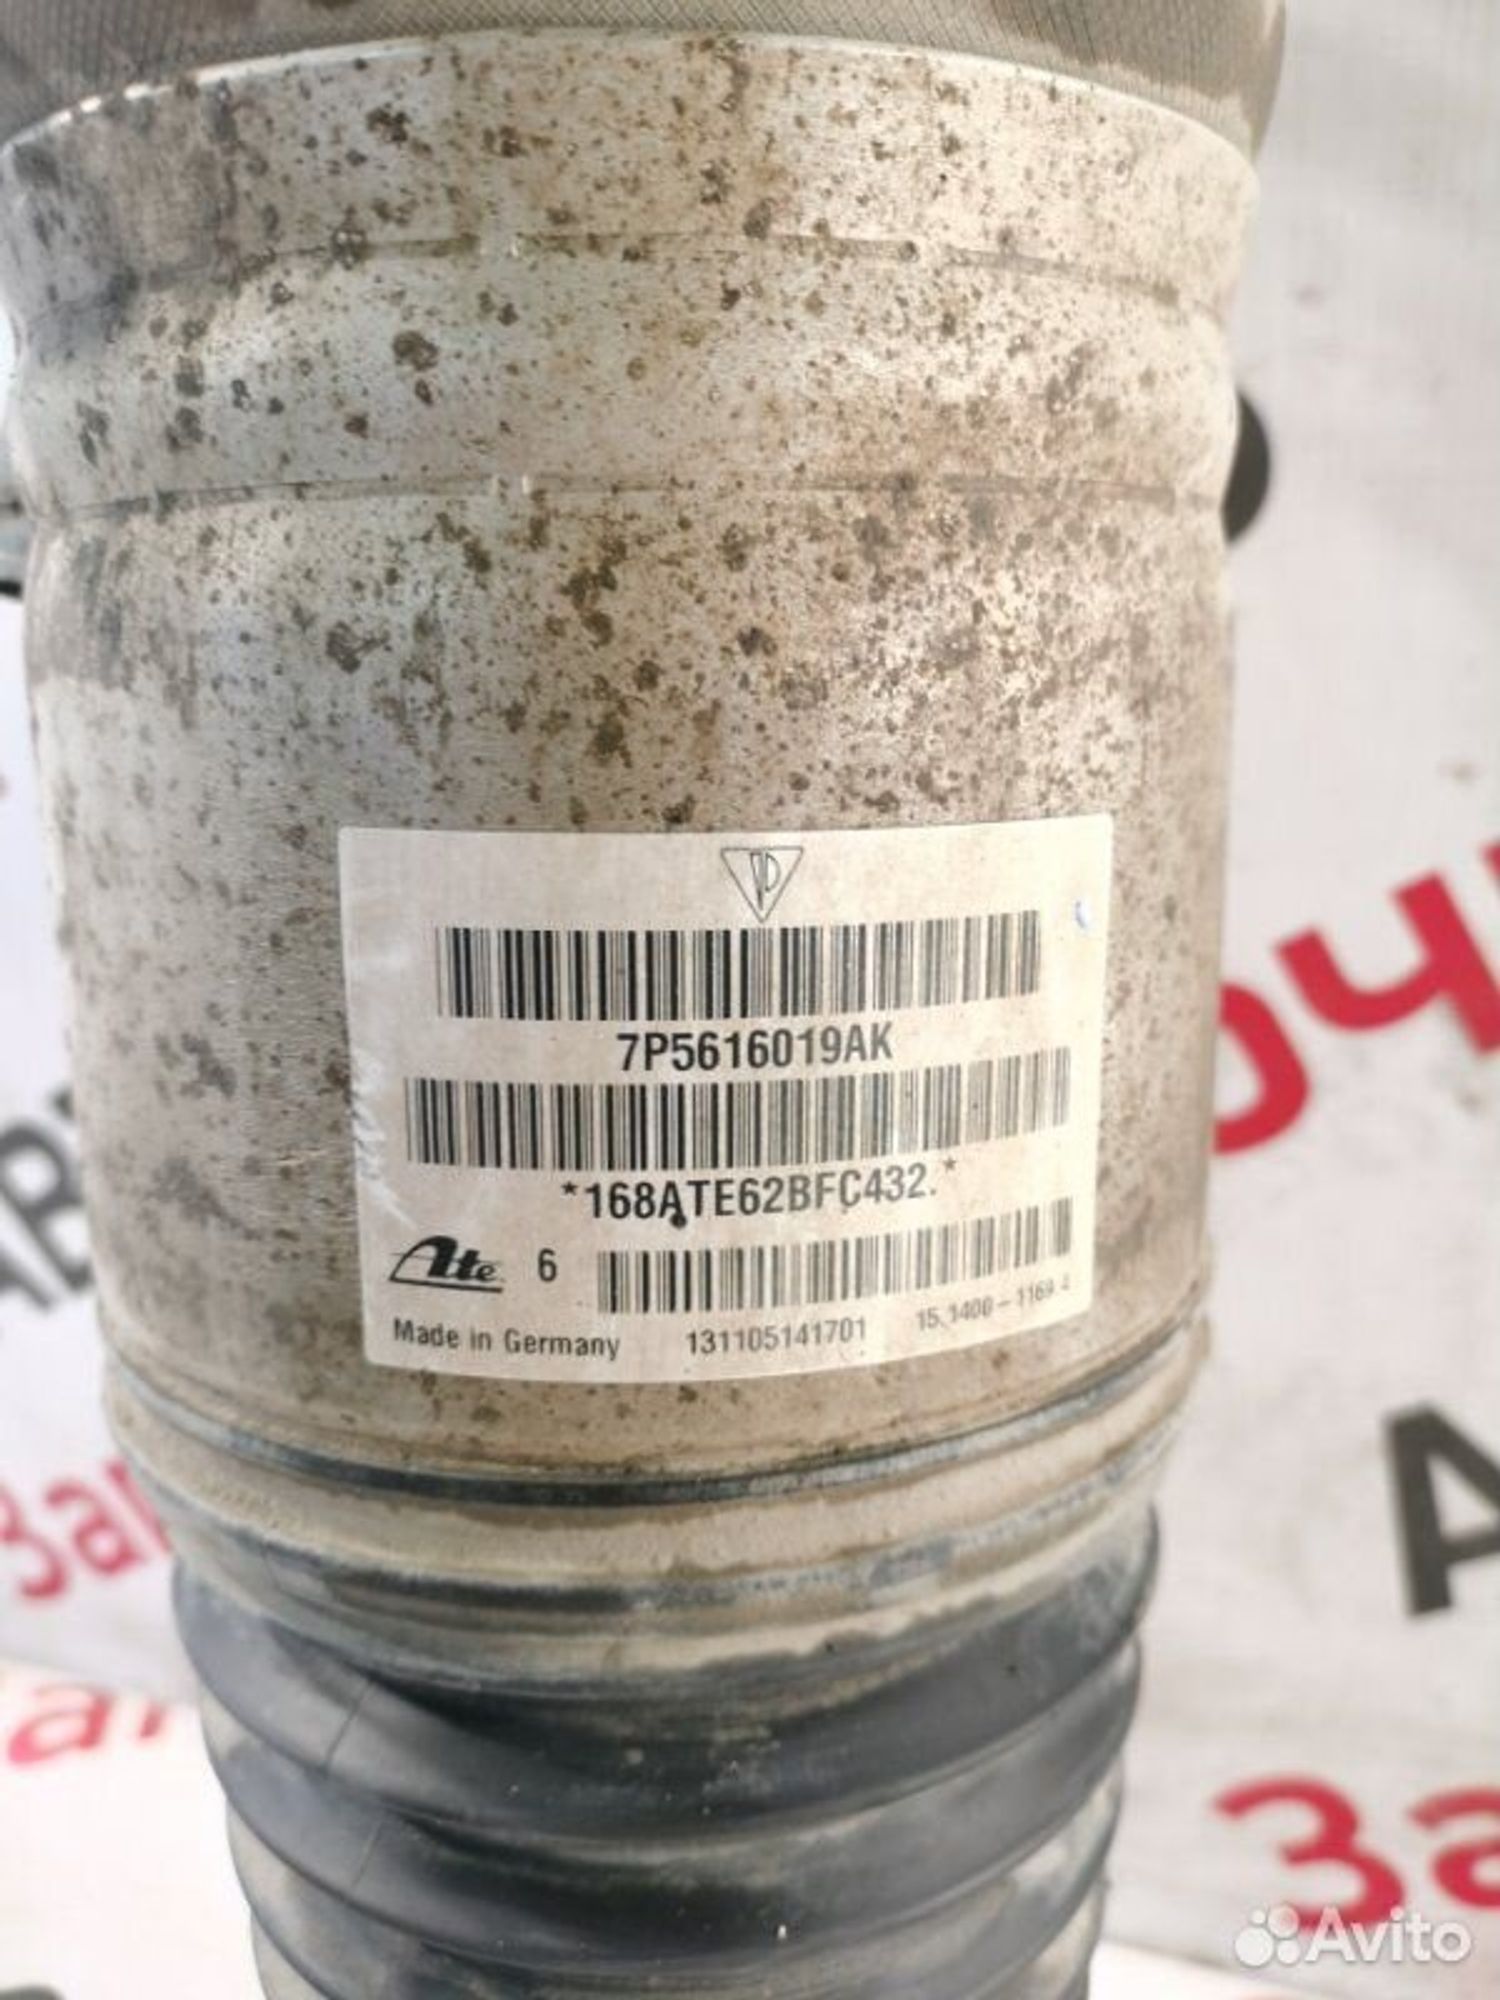 7P5616019AK
*168ATE62BFC432.*
Ate 6
Made in Germany 131105141701 15.1400-1169.4
Avito